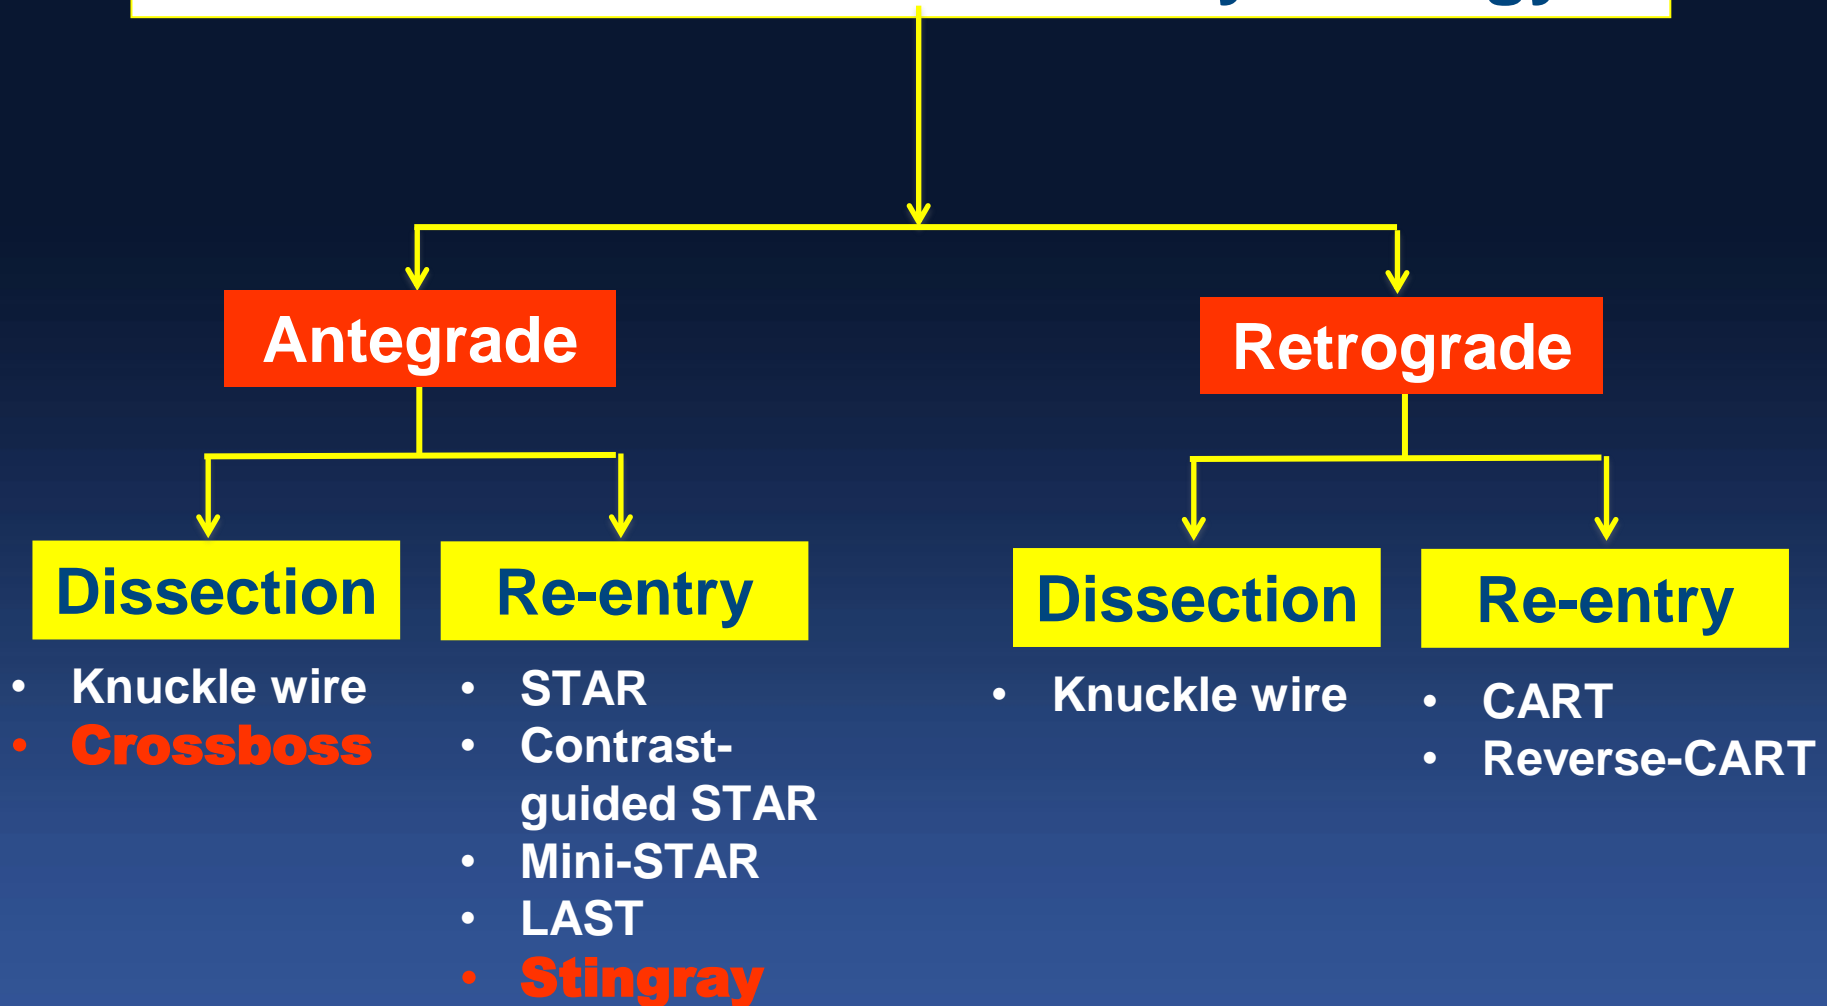 Antegrade
Retrograde
Dissection
Re-entry
Dissection
Re-entry
• Knuckle wire
• Crossboss
• STAR
• Contrast-
guided STAR
• Mini-STAR
• LAST
• Stingray
• Knuckle wire
• CART
• Reverse-CART